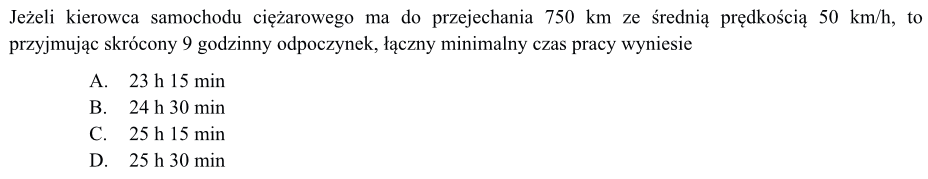 Jeżeli kierowca samochodu ciężarowego ma do przejechania 750 km ze średnią prędkością 50 km/h, to
przyjmując skrócony 9 godzinny odpoczynek, łączny minimalny czas pracy wyniesie
A. 23 h 15 min
B. 24 h 30 min
C. 25 h 15 min
D. 25 h 30 min